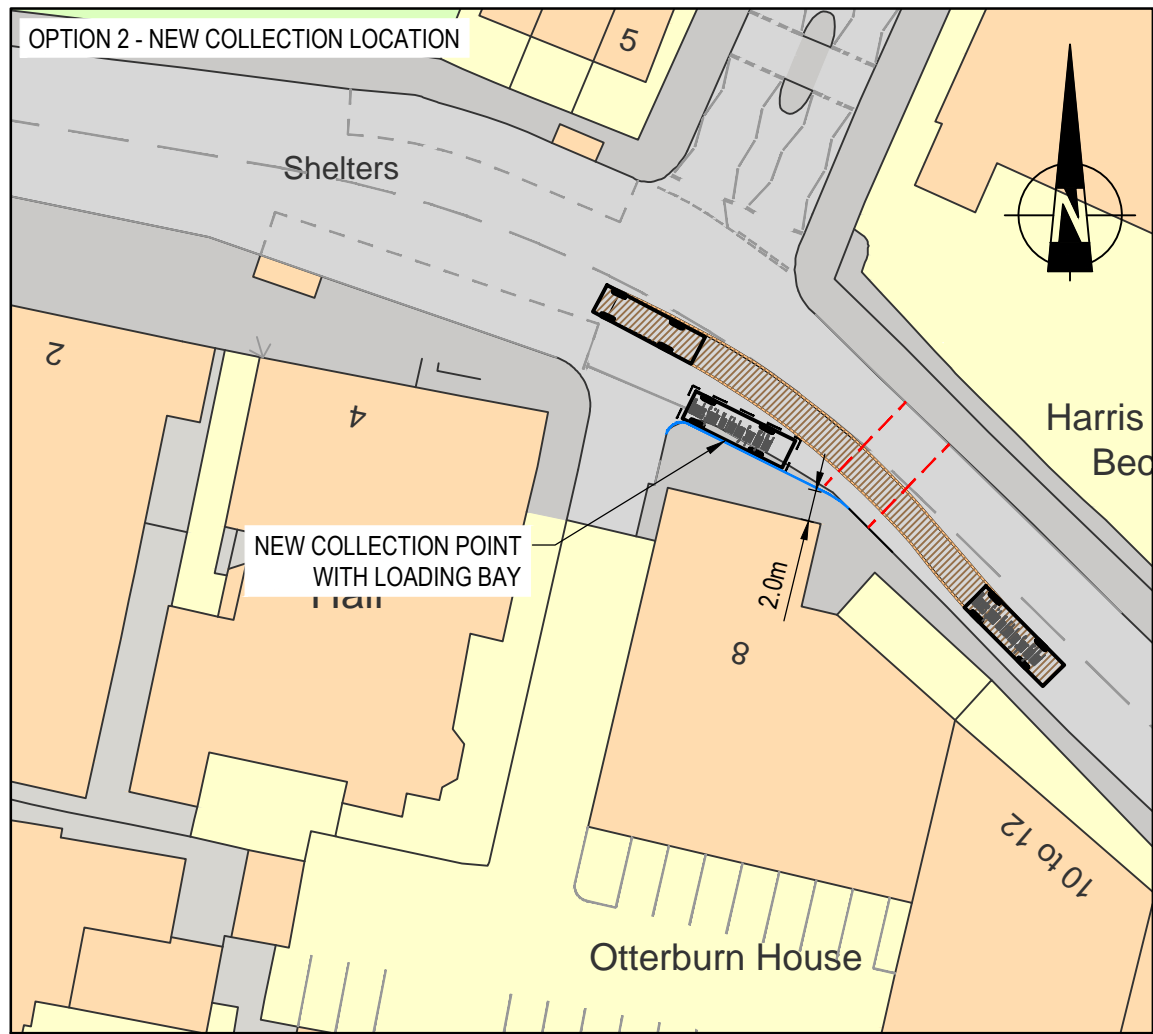 OPTION 2 - NEW COLLECTION LOCATION
5
Shelters
N
2
4
Harris
Bec
NEW COLLECTION POINT
WITH LOADING BAY
Hall
2.0m
8
10 to 12
Otterburn House